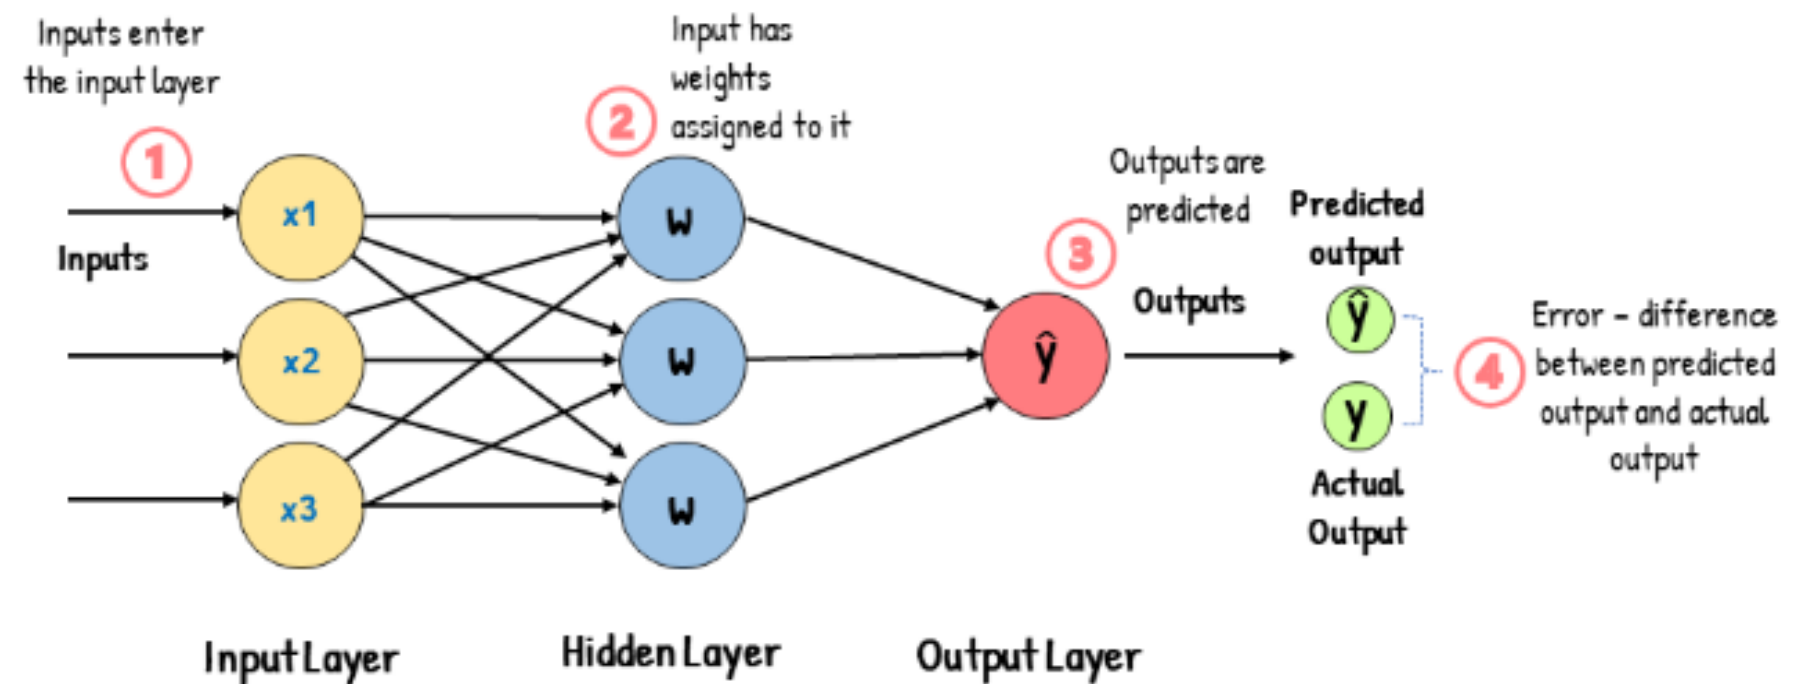 Inputs enter
the input layer
1
Inputs
x1
x2
x3
Input Layer
2
Input has
weights
assigned to it
w
w
w
Hidden Layer
3
Outputs are
predicted
ŷ
Outputs
Output Layer
Predicted
output
ŷ
y
Actual
Output
4
Error - difference
between predicted
output and actual
output